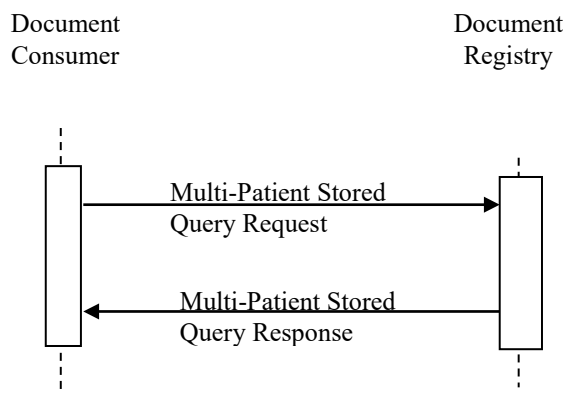 Document
Consumer
Document
Registry
Multi-Patient Stored
Query Request
Multi-Patient Stored
Query Response